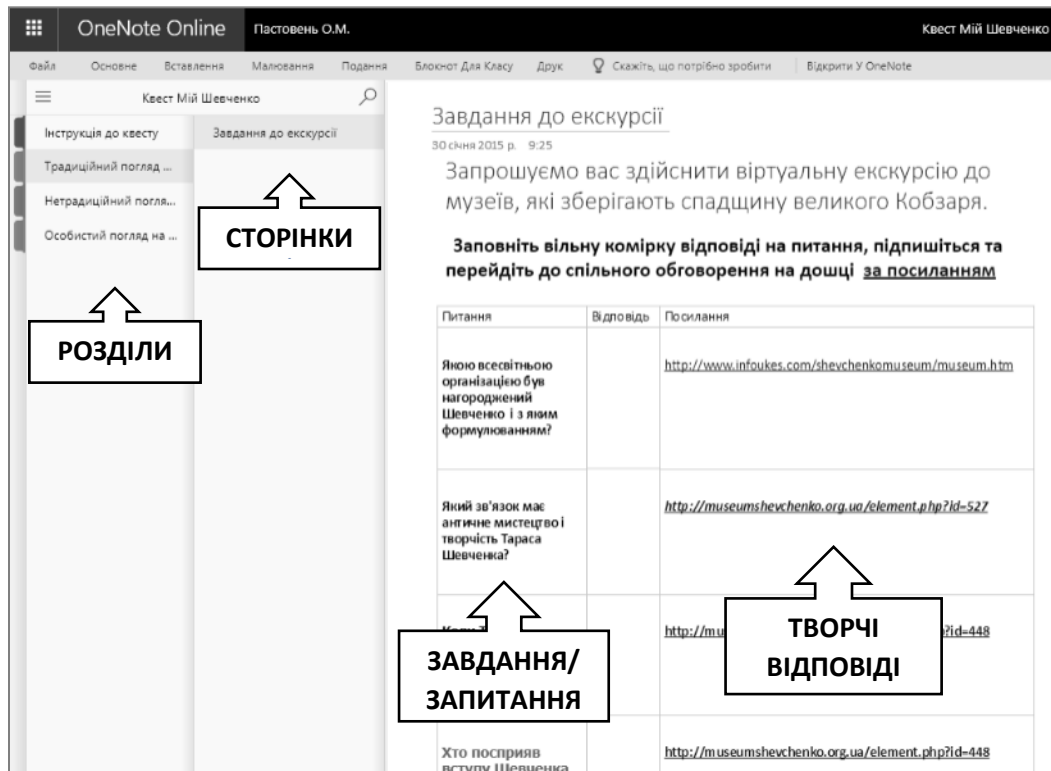 OneNote Online Пастовень О.М. Квест Мій Шевченко
Файл Основне Вставлення Малювання Подання Блокнот Для Класу Друк Скажіть, що потрібно зробити Відкрити У OneNote
Квест Мій Шевченко
Інструкція до квесту
Традиційний погляд ...
Нетрадиційний погля...
Особистий погляд на ...
Завдання до екскурсії
СТОРІНКИ
РОЗДІЛИ
Завдання до екскурсії
30 січня 2015 р. 9:25
Запрошуємо вас здійснити віртуальну екскурсію до
музеїв, які зберігають спадщину великого Кобзаря.
Заповніть вільну комірку відповіді на питання, підпишіться та
перейдіть до спільного обговорення на дошці за посиланням
Питання Відповідь Посилання
Якою всесвітньою
організацією був
нагороджений
Шевченко і з яким
формулюванням?
http://www.infoukes.com/shevchenkomuseum/museum.htm
Який зв'язок має
античне мистецтво і
творчість Тараса
Шевченка?
http://museumshevchenko.org.ua/element.php?id=527
ЗАВДАННЯ/
ЗАПИТАННЯ
http://mu
?id=448
ТВОРЧІ
ВІДПОВІДІ
Хто посприяв
вступу Шевченка
http://museumshevchenko.org.ua/element.php?id=448